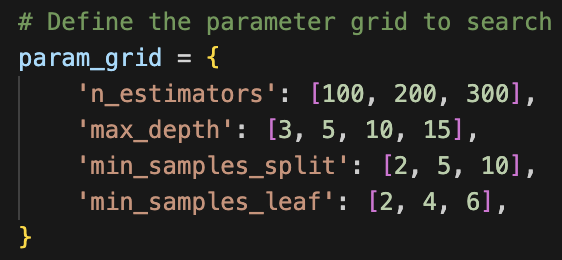 # Define the parameter grid to search
param_grid = {
    'n_estimators': [100, 200, 300],
    'max_depth': [3, 5, 10, 15],
    'min_samples_split': [2, 5, 10],
    'min_samples_leaf': [2, 4, 6],
}